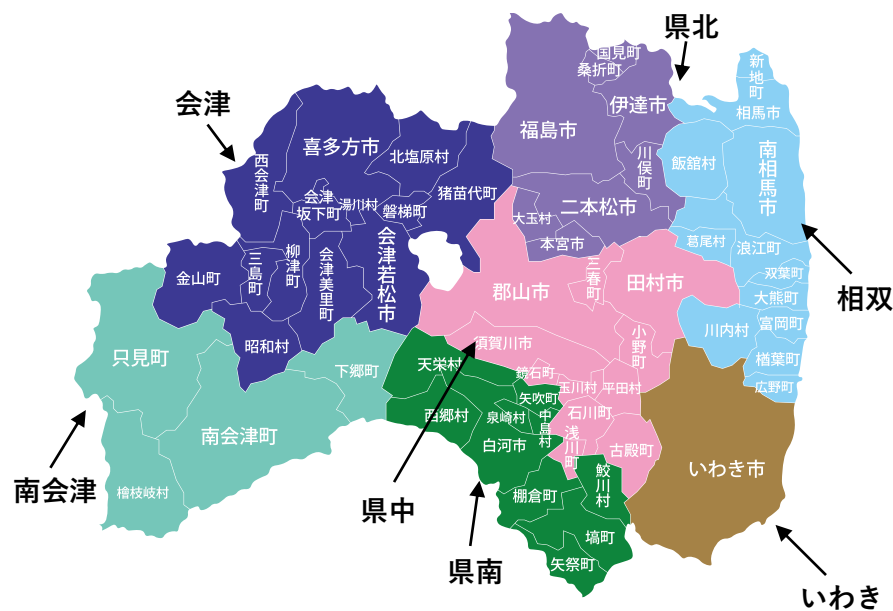 県北
会津
相双
南会津
県中
県南
いわき
国見町
桑折町
伊達市
福島市
川俣町
二本松市
大玉村
本宮市
新地町
相馬市
飯舘村
南相馬市
葛尾村
浪江町
双葉町
大熊町
富岡町
川内村
楢葉町
広野町
喜多方市
北塩原村
西会津町
猪苗代町
会津
坂下町
湯川村
磐梯町
会津若松市
金山町
三島町
柳津町
会津美里町
昭和村
只見町
下郷町
南会津町
檜枝岐村
郡山市
三春町
田村市
小野町
須賀川市
鏡石町
玉川村
平田村
石川町
浅川町
古殿町
天栄村
西郷村
矢吹町
泉崎村
中島村
白河市
棚倉町
鮫川村
塙町
矢祭町
いわき市